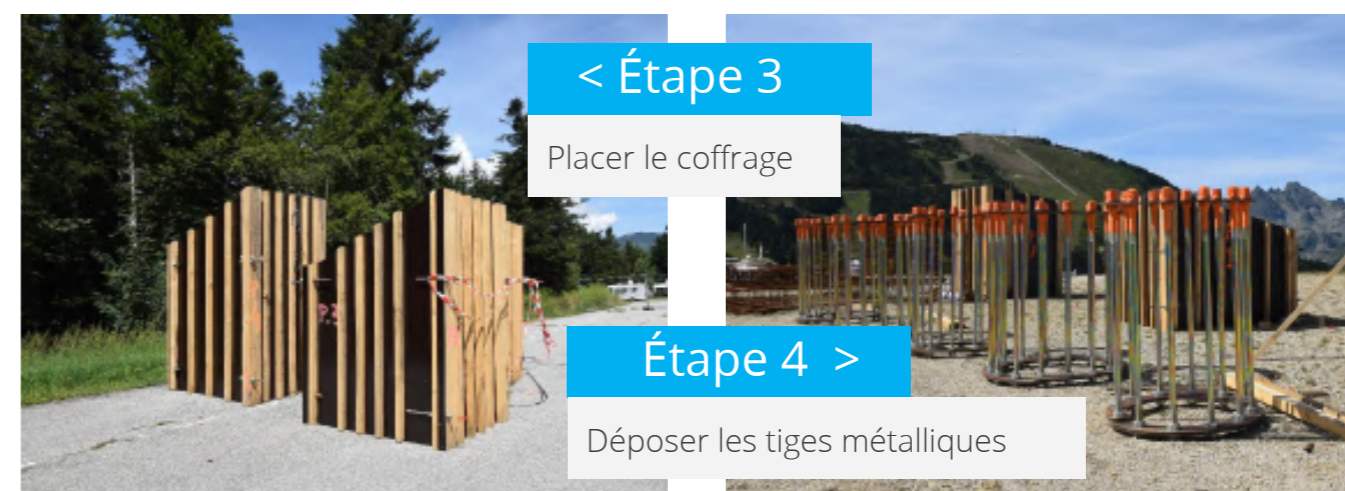 < Étape 3
Placer le coffrage
Étape 4 >
Déposer les tiges métalliques